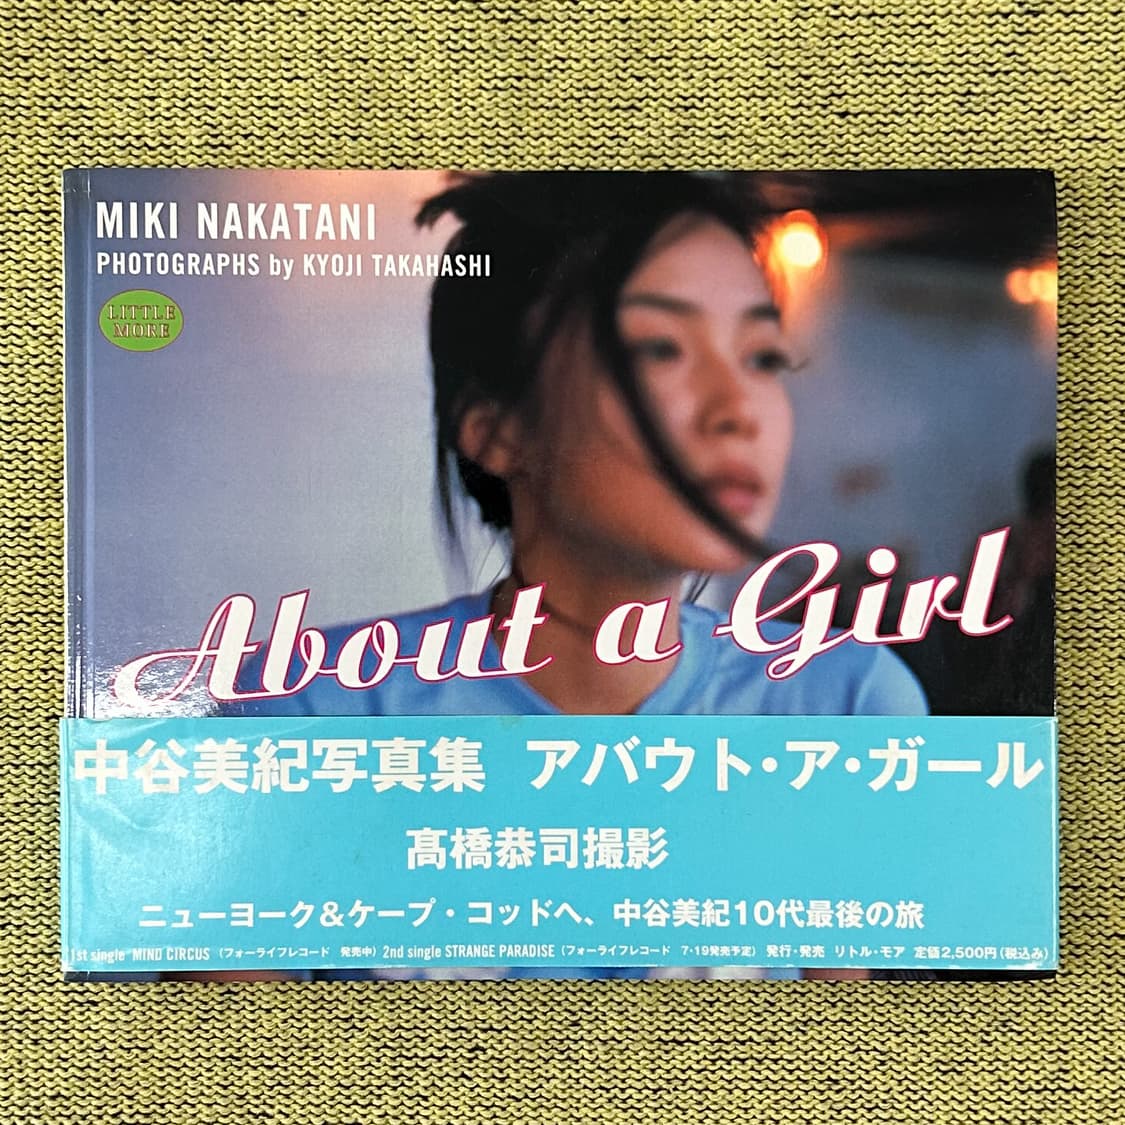 MIKI NAKATANI
PHOTOGRAPHS by KYOJI TAKAHASHI
LITTLE
MORE
About a Girl
中谷美紀写真集 アバウト・ア・ガール
髙橋恭司撮影
ニューヨーク&ケープ・コッドへ、中谷美紀10代最後の旅
1st single MIND CIRCUS（フォーライフレコード 発売中）2nd single STRANGE PARADISE（フォーライフレコード 7・19発売予定） 発行・発売 リトル・モア 定価2,500円（税込み）